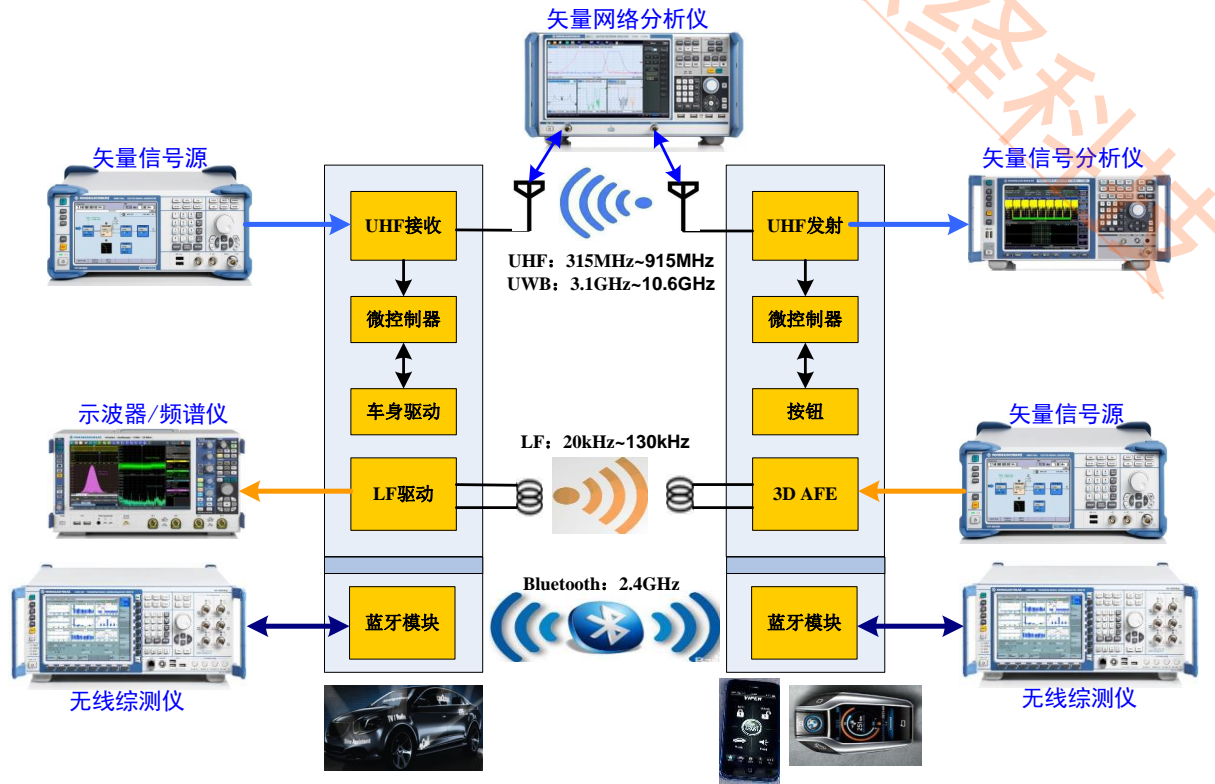 矢量网络分析仪
矢量信号源
矢量信号分析仪
UHF接收
UHF发射
UHF：315MHz~915MHz
UWB：3.1GHz~10.6GHz
微控制器
微控制器
示波器/频谱仪
车身驱动
按钮
矢量信号源
LF：20kHz~130kHz
LF驱动
3D AFE
Bluetooth：2.4GHz
蓝牙模块
蓝牙模块
无线综测仪
无线综测仪
VIPER